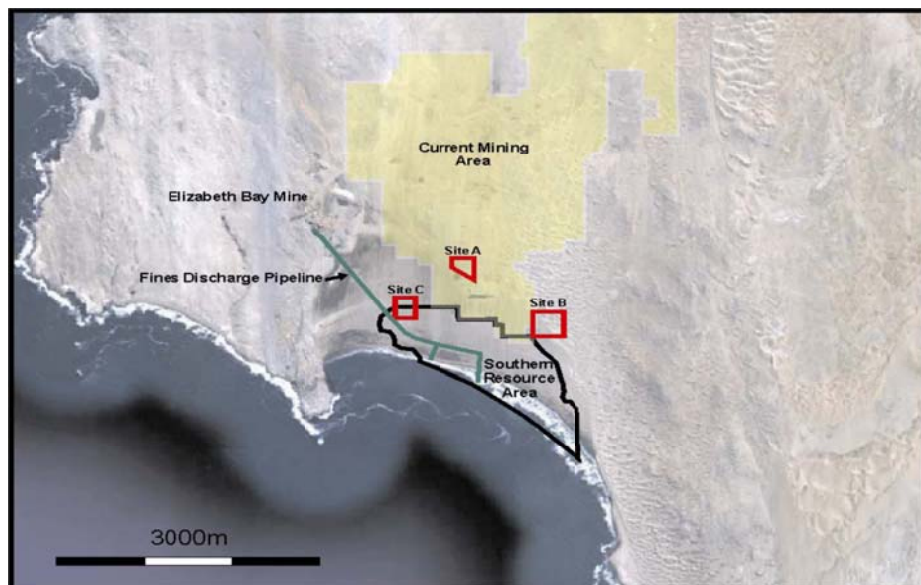 Current Mining
Area
Elizabeth Bay Mine
Site A
Fines Discharge Pipeline
Site C
Site B
Southern
Resource
Area
3000m